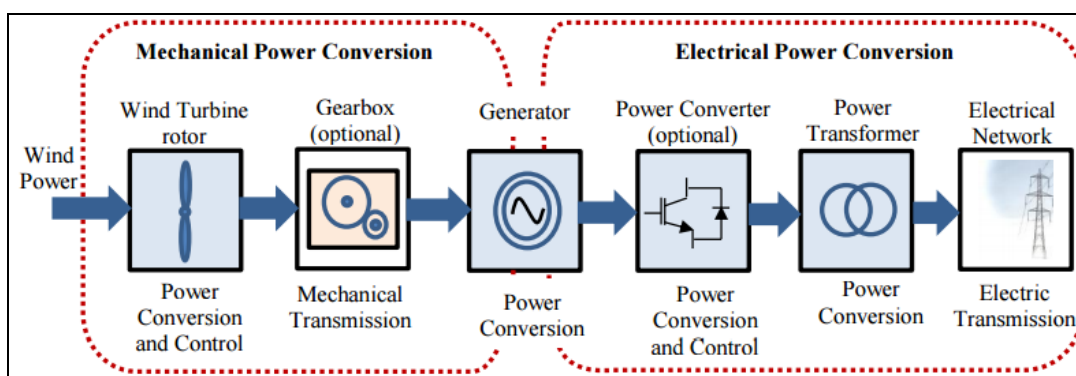 Mechanical Power Conversion
Electrical Power Conversion
Wind
Power
Wind Turbine
rotor
Gearbox
(optional)
Generator
Power Converter
(optional)
Power
Transformer
Electrical
Network
Power
Conversion
and Control
Mechanical
Transmission
Power
Conversion
Power
Conversion
and Control
Power
Conversion
Electric
Transmission